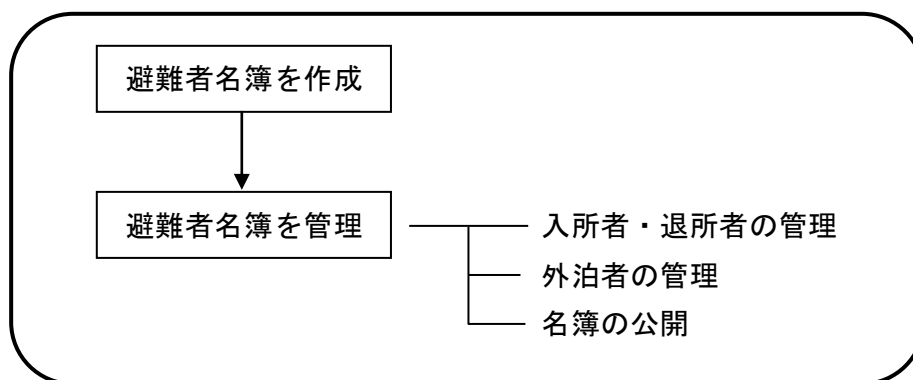 避難者名簿を作成
避難者名簿を管理
入所者・退所者の管理
外泊者の管理
名簿の公開